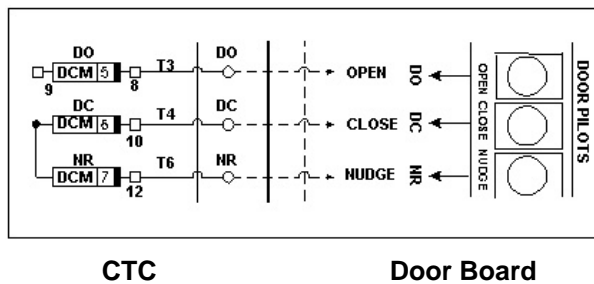 DO
DCM 5
9
8
T3
DO
OPEN
DO
OPEN
DC
DCM 6
10
T4
DC
CLOSE
DC
CLOSE
NR
DCM 7
12
T6
NR
NUDGE
NR
NUDGE
DOOR PILOTS
CTC
Door Board